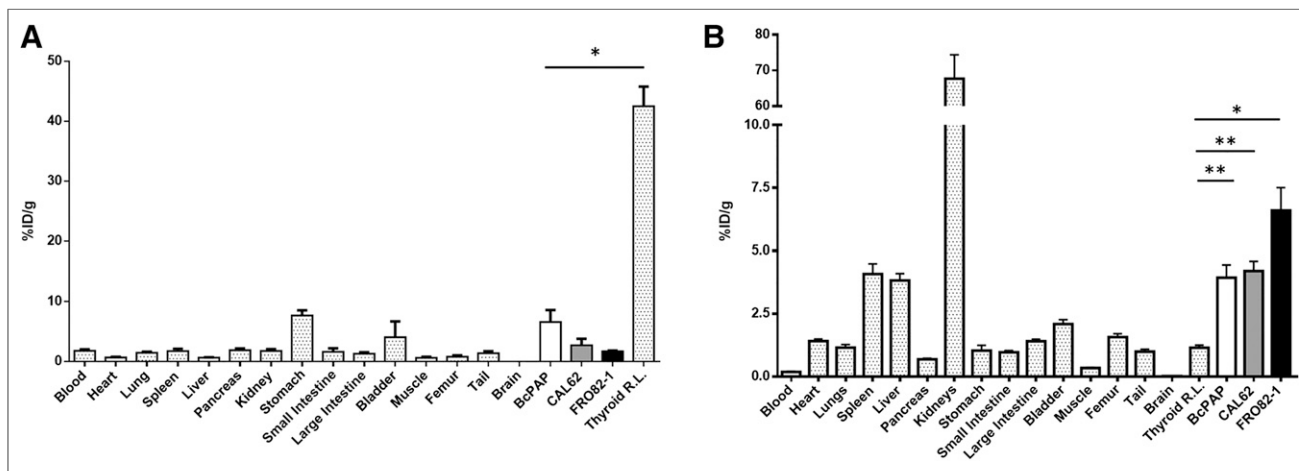 A
50
40
30
20
10
0
%ID/g
*
Blood
Heart
Lung
Spleen
Liver
Pancreas
Kidney
Stomach
Small Intestine
Large Intestine
Bladder
Muscle
Femur
Tail
Brain
BcPAP
CAL62
FRO82-1
Thyroid R.L.
B
80
70
60
10.0
7.5
5.0
2.5
0.0
%ID/g
*
**
**
Blood
Heart
Lungs
Spleen
Liver
Pancreas
Kidneys
Stomach
Small Intestine
Large Intestine
Bladder
Muscle
Femur
Tail
Brain
Thyroid R.L.
BcPAP
CAL62
FRO82-1